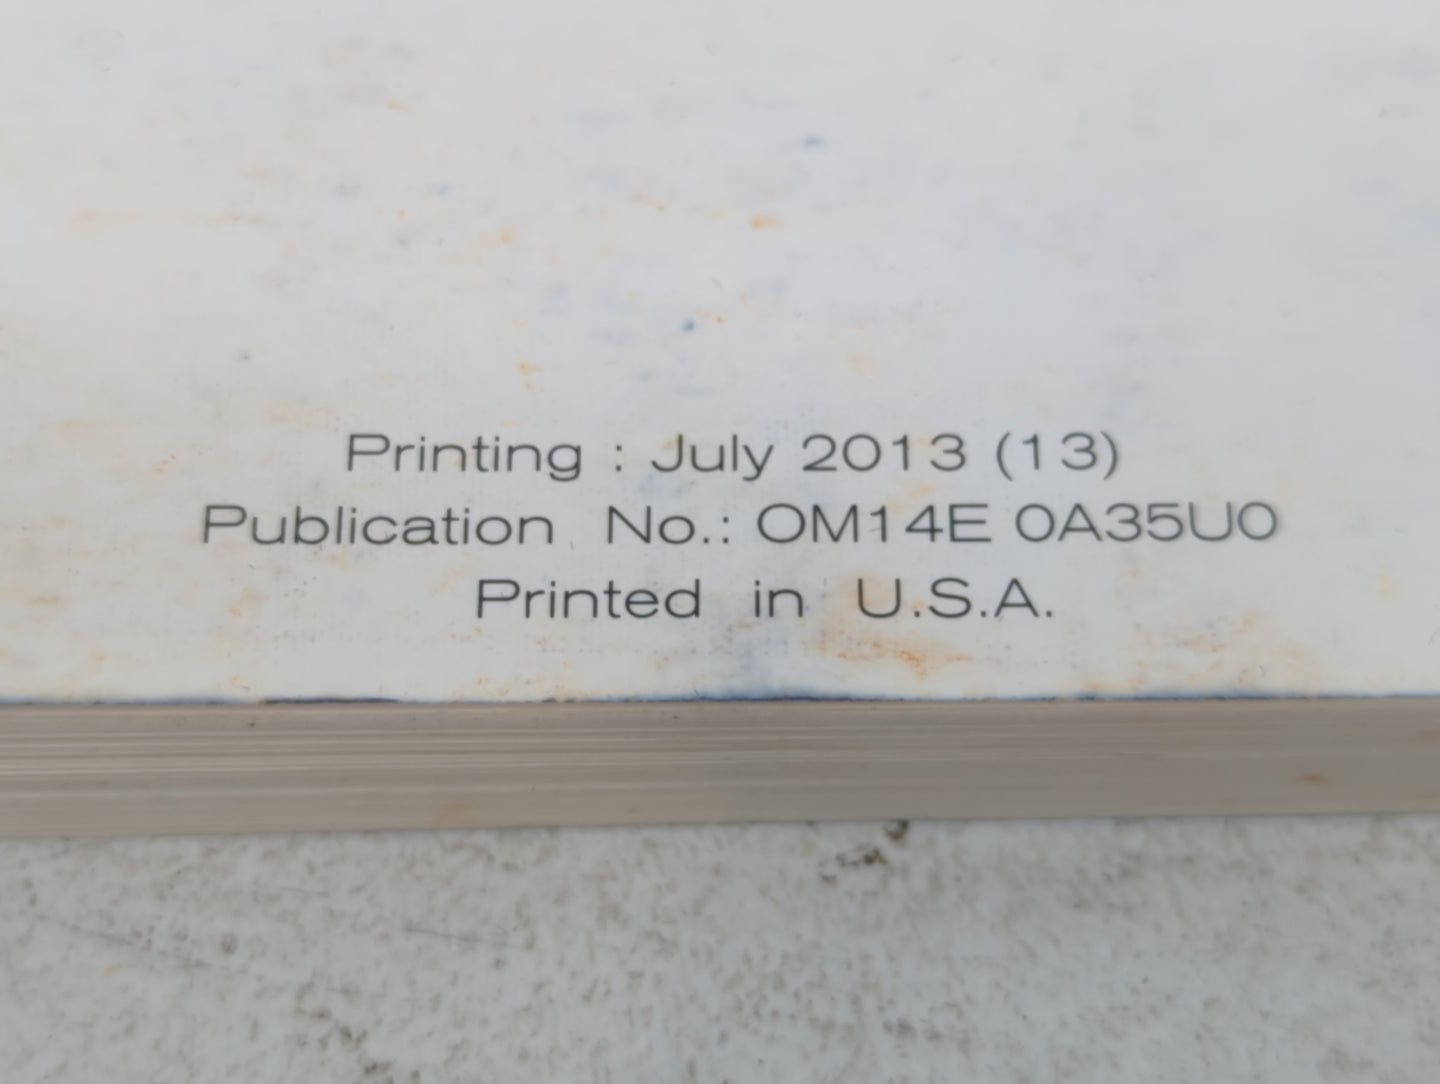 Printing : July 2013 (13)
Publication No.: OM14E 0A35U0
Printed in U.S.A.